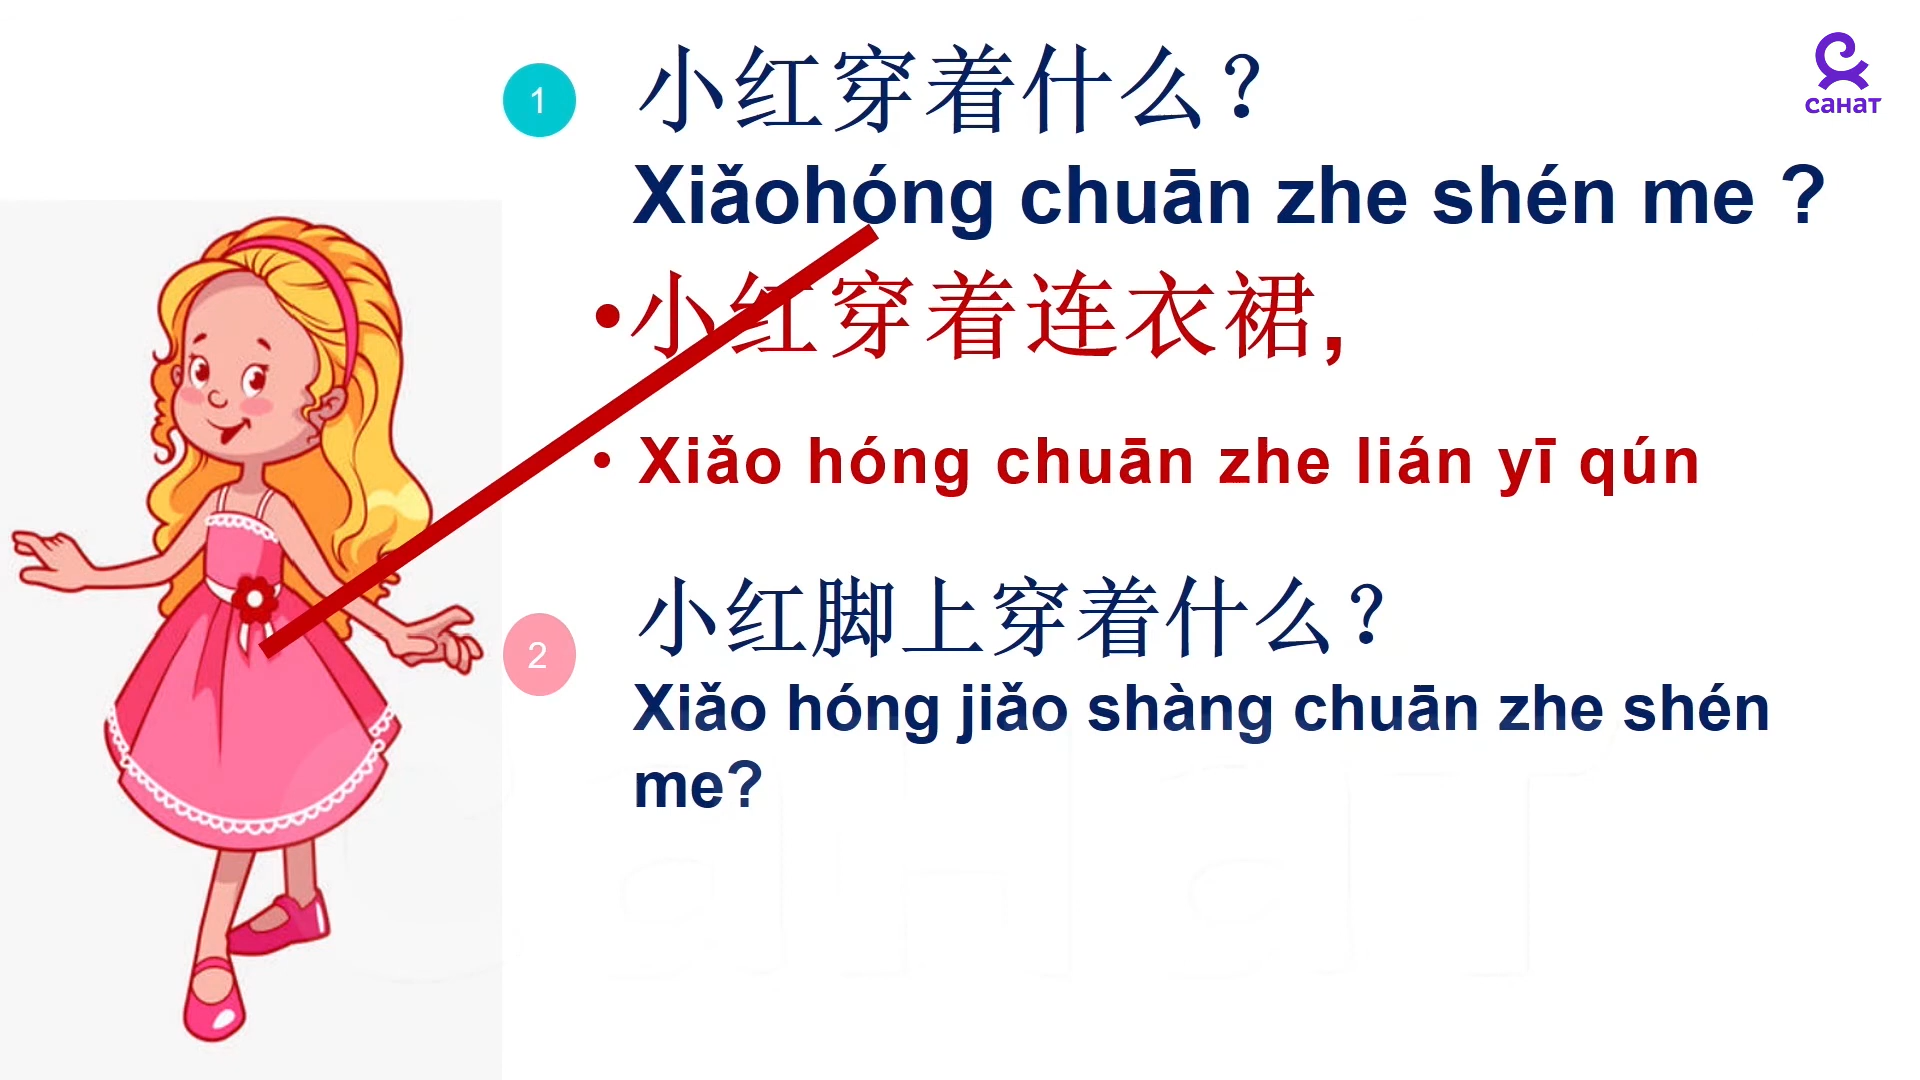 1
小红穿着什么？
Xiǎohóng chuān zhe shén me ?
санат
•小红穿着连衣裙,
• Xiǎo hóng chuān zhe lián yī qún
2
小红脚上穿着什么？
Xiǎo hóng jiǎo shàng chuān zhe shén
me?
санат